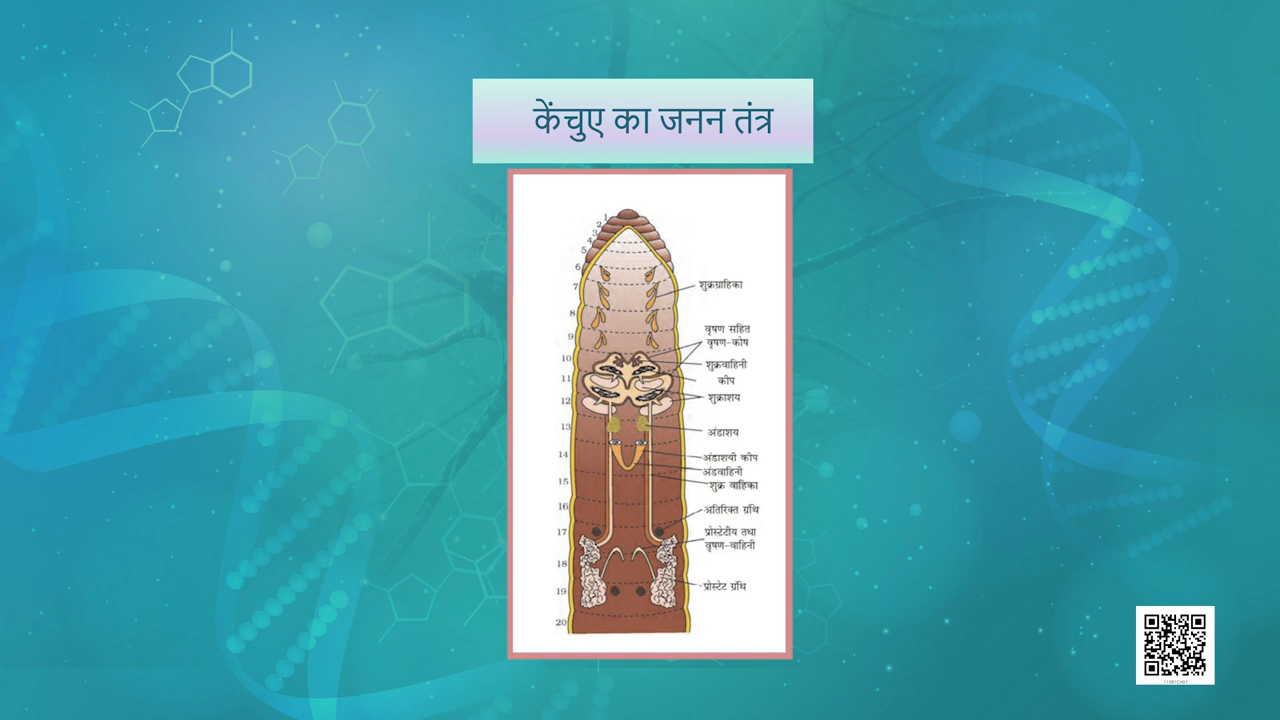 केंचुए का जनन तंत्र
1
2
3
4
5
6
7
8
9
10
11
12
13
14
15
16
17
18
19
20
शुक्रग्राहिका
वृषण सहित
वृषण-कोष
शुक्रवाहिनी
कीप
शुक्राशय
अंडाशय
अंडाशयी कीप
अंडवाहिनी
शुक्र वाहिका
अतिरिक्त ग्रंथि
प्रोस्टेटीय तथा
वृषण-वाहिनी
प्रोस्टेट ग्रंथि